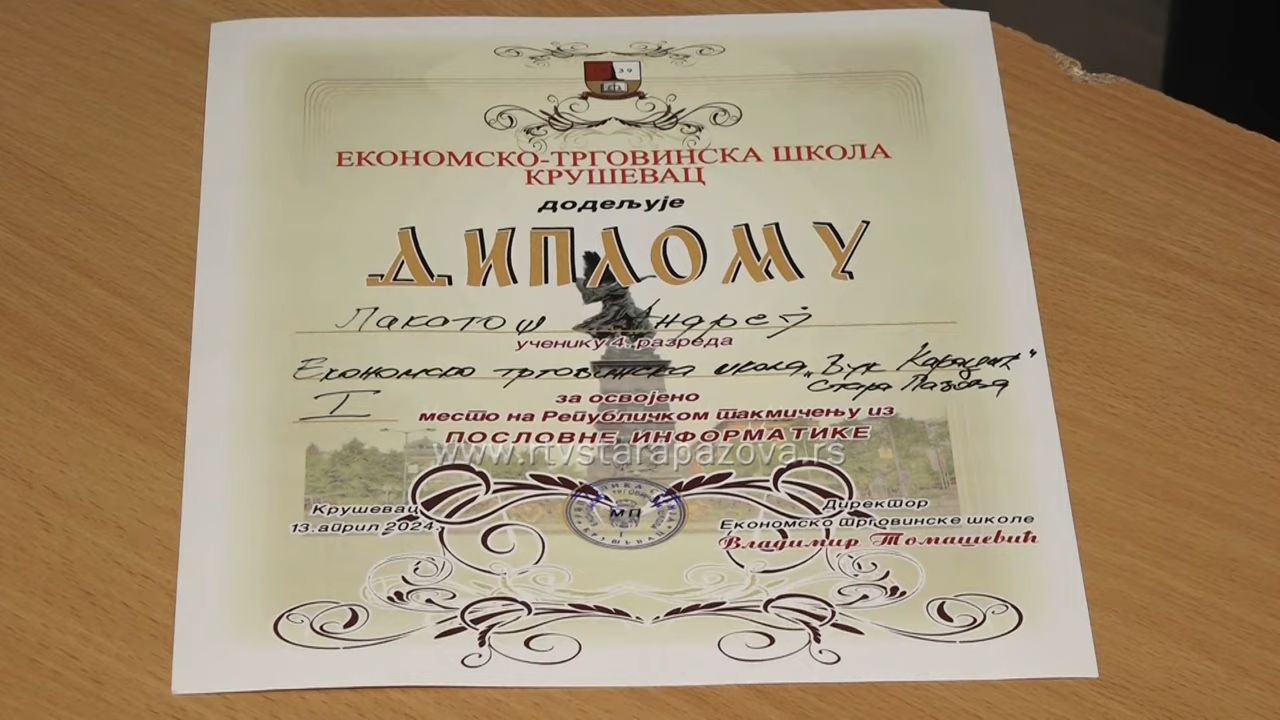 39
ЕКОНОМСКО-ТРГОВИНСКА ШКОЛА
КРУШЕВАЦ
додељује
ДИПЛОМУ
Лакатош Андреј
ученику 4. разреда
Економско трговинска школа „Вук Караџић“
Стара Пазова
I
за освојено
место на Републичком такмичењу из
ПОСЛОВНЕ ИНФОРМАТИКЕ
www.rtvstarapazova.rs
Крушевац
13.април 2024.
МП
Директор
Економско трговинске школе
Владимир Томашевић